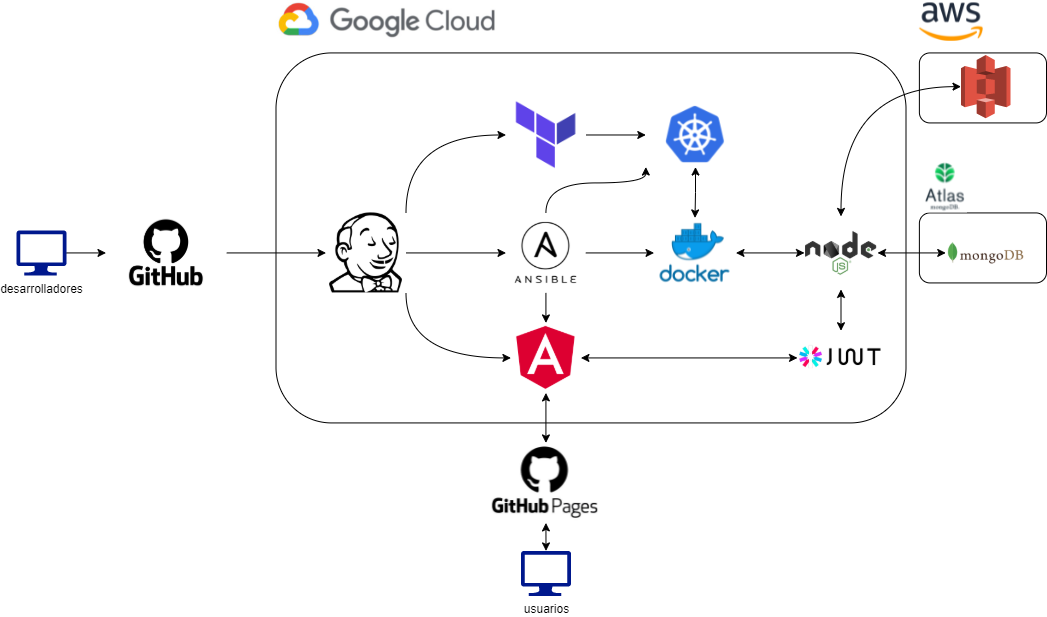 Google Cloud
aws
Atlas
mongoDB.
GitHub
desarrolladores
ANSIBLE
docker
node
JS
mongoDB
JWT
GitHub Pages
usuarios